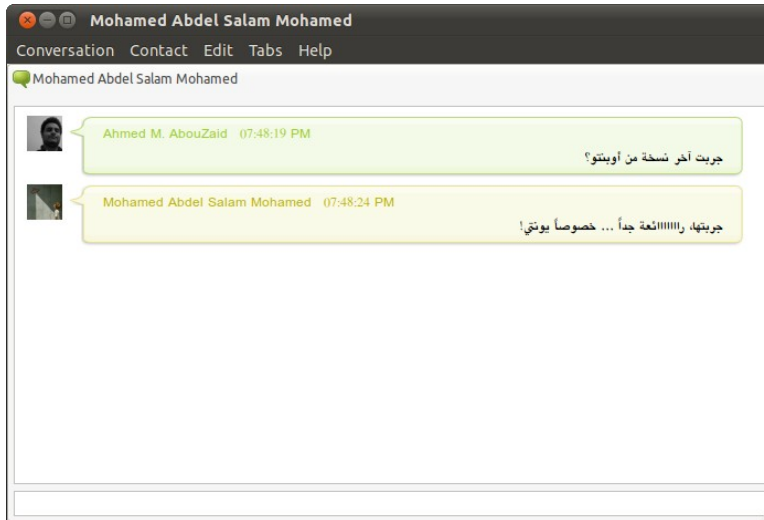 Mohamed Abdel Salam Mohamed
Conversation Contact Edit Tabs Help
Mohamed Abdel Salam Mohamed
Ahmed M. AbouZaid 07:48:19 PM
جربت آخر نسخة من أوبنتو؟
Mohamed Abdel Salam Mohamed 07:48:24 PM
جربتها، رااااااائعة جداً ... خصوصاً يونتي!